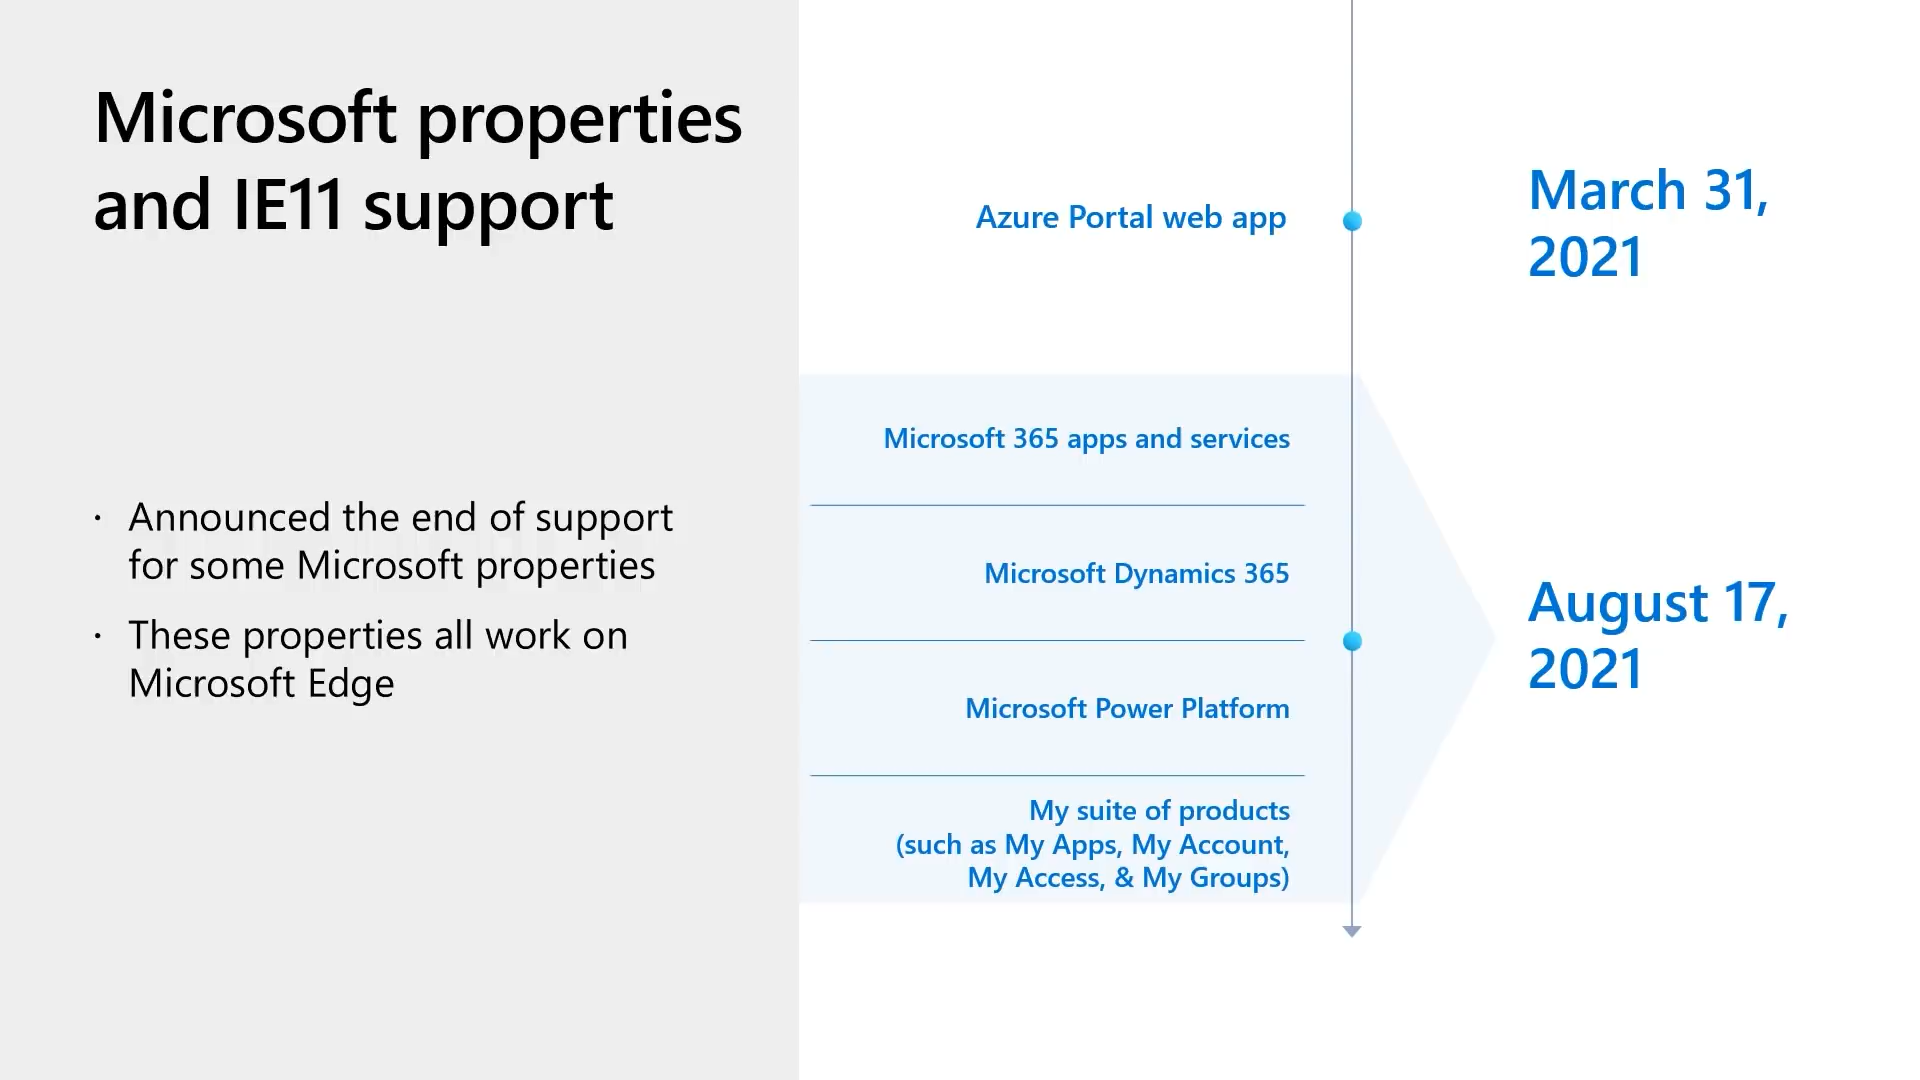 Microsoft properties
and IE11 support
· Announced the end of support
for some Microsoft properties
· These properties all work on
Microsoft Edge
Azure Portal web app
March 31,
2021
Microsoft 365 apps and services
Microsoft Dynamics 365
Microsoft Power Platform
My suite of products
(such as My Apps, My Account,
My Access, & My Groups)
August 17,
2021